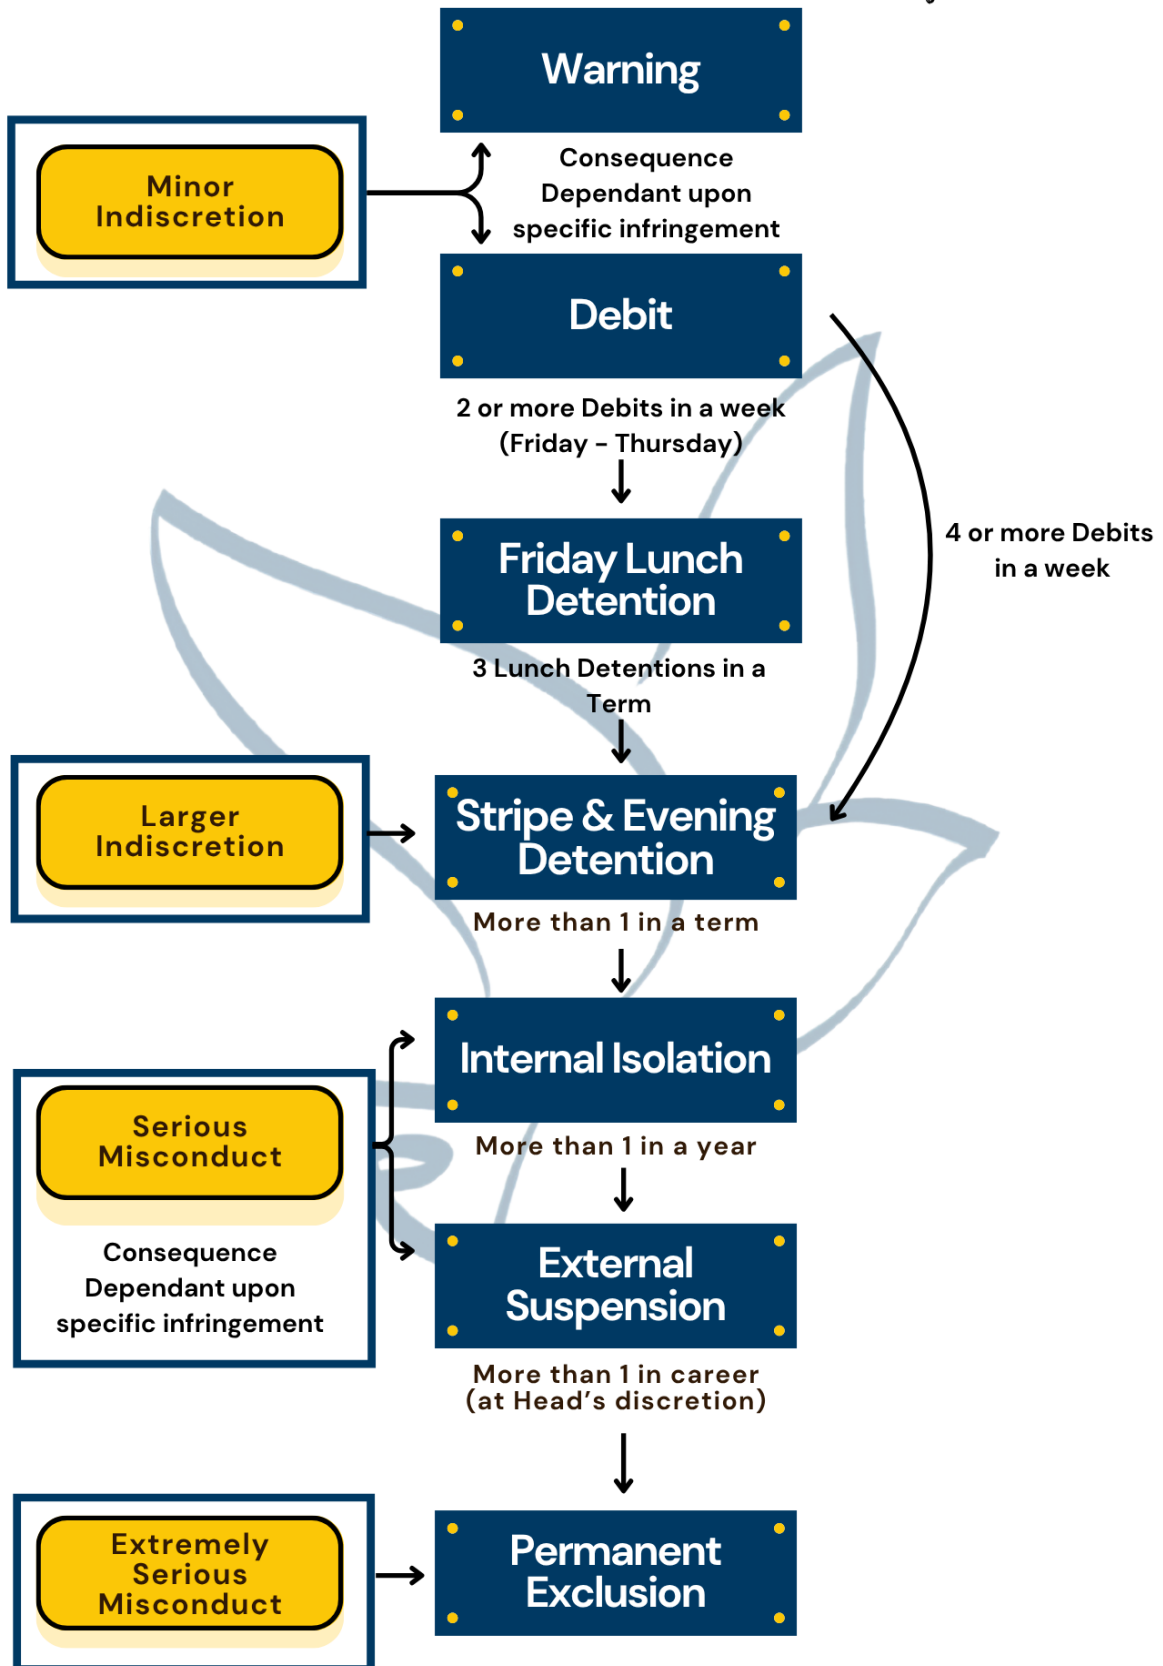 Warning
Minor
Indiscretion
Consequence
Dependant upon
specific infringement
Debit
2 or more Debits in a week
(Friday - Thursday)
4 or more Debits
in a week
Friday Lunch
Detention
3 Lunch Detentions in a
Term
Larger
Indiscretion
Stripe & Evening
Detention
More than 1 in a term
Internal Isolation
Serious
Misconduct
Consequence
Dependant upon
specific infringement
More than 1 in a year
External
Suspension
More than 1 in career
(at Head's discretion)
Extremely
Serious
Misconduct
Permanent
Exclusion